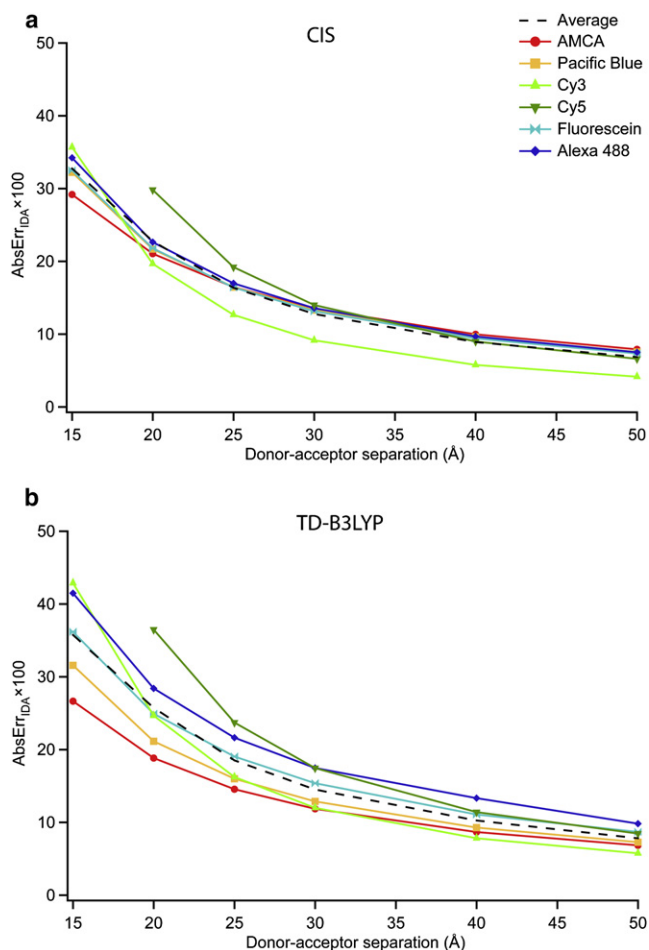 a
CIS
Average
AMCA
Pacific Blue
Cy3
Cy5
Fluorescein
Alexa 488
50
40
30
20
10
0
AbsErrIDA×100
15 20 25 30 35 40 45 50
Donor-acceptor separation (Å)
b
TD-B3LYP
50
40
30
20
10
0
AbsErrIDA×100
15 20 25 30 35 40 45 50
Donor-acceptor separation (Å)